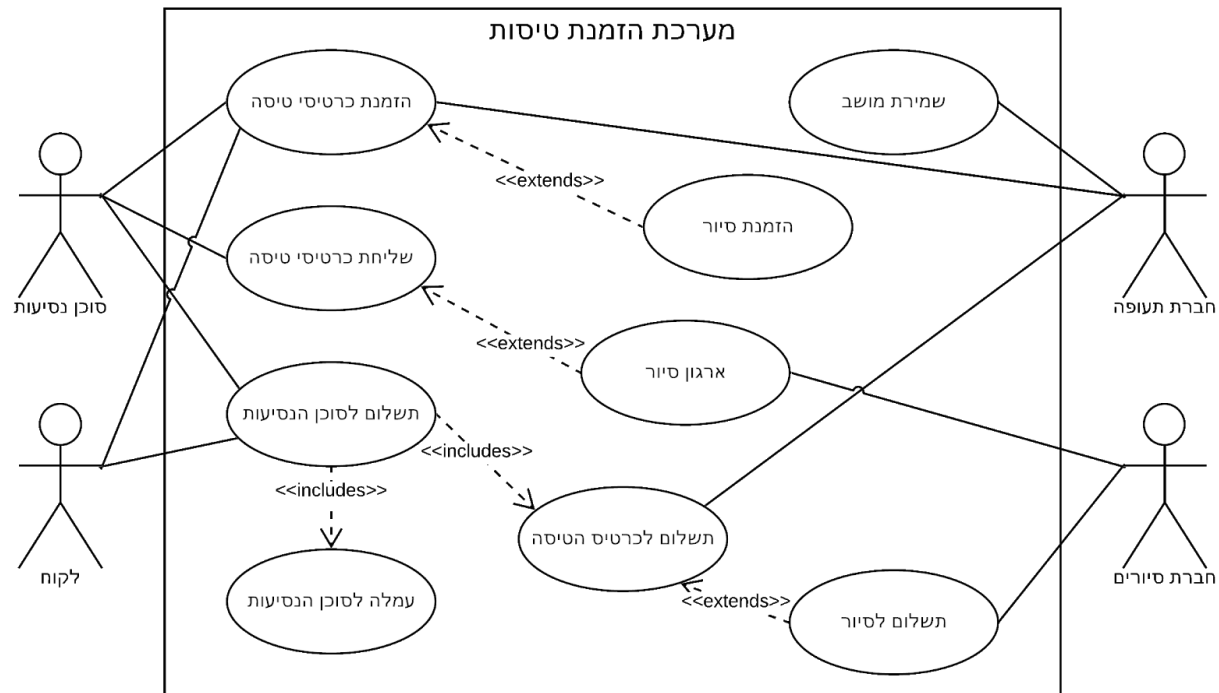 מערכת הזמנת טיסות
הזמנת כרטיסי טיסה
שמירת מושב
<<extends>>
הזמנת סיור
שליחת כרטיסי טיסה
סוכן נסיעות
חברת תעופה
<<extends>>
ארגון סיור
תשלום לסוכן הנסיעות
<<includes>>
<<includes>>
תשלום לכרטיס הטיסה
לקוח
חברת סיורים
עמלה לסוכן הנסיעות
<<extends>>
תשלום לסיור